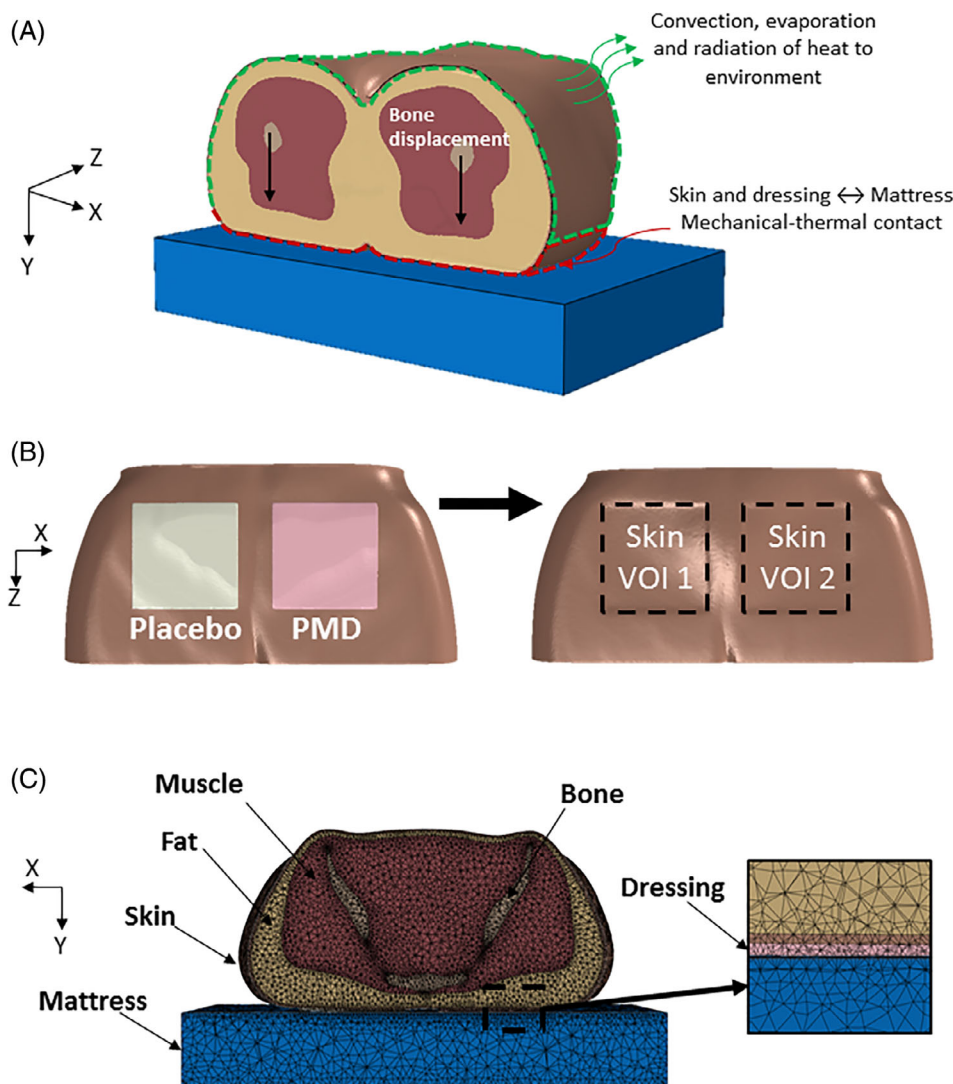 (A)
Convection, evaporation
and radiation of heat to
environment
Bone
displacement
Z
X
Y
Skin and dressing ↔ Mattress
Mechanical-thermal contact
(B)
X
Z
Placebo
PMD
Skin
VOI 1
Skin
VOI 2
(C)
Muscle
Bone
Fat
X
Y
Skin
Dressing
Mattress